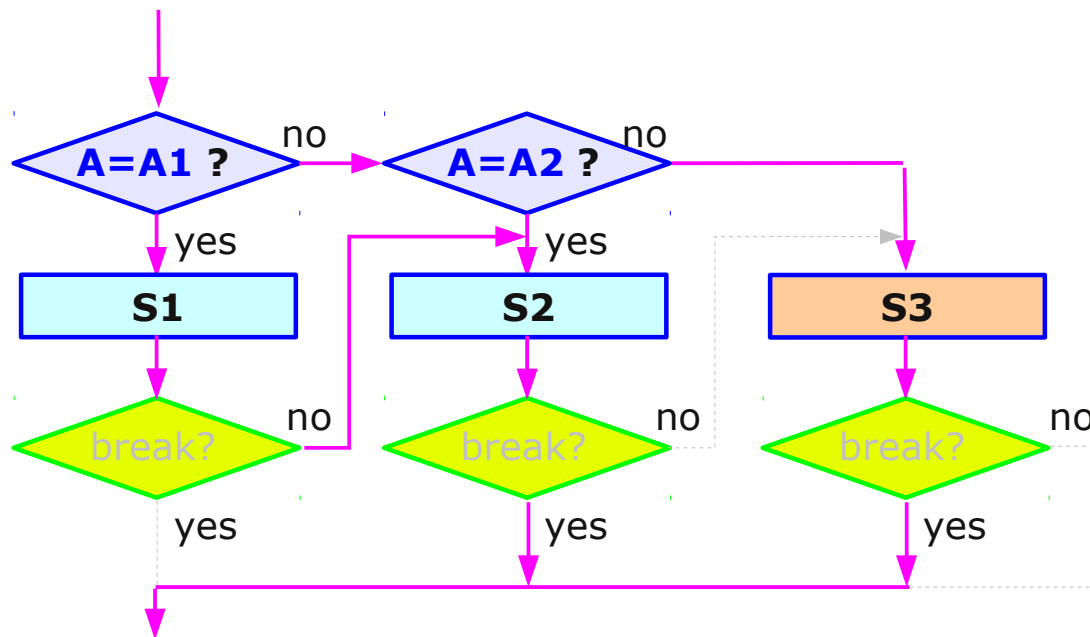 no
no
A=A1 ?
A=A2 ?
yes
yes
S1
S2
S3
no
no
no
break?
break?
break?
yes
yes
yes